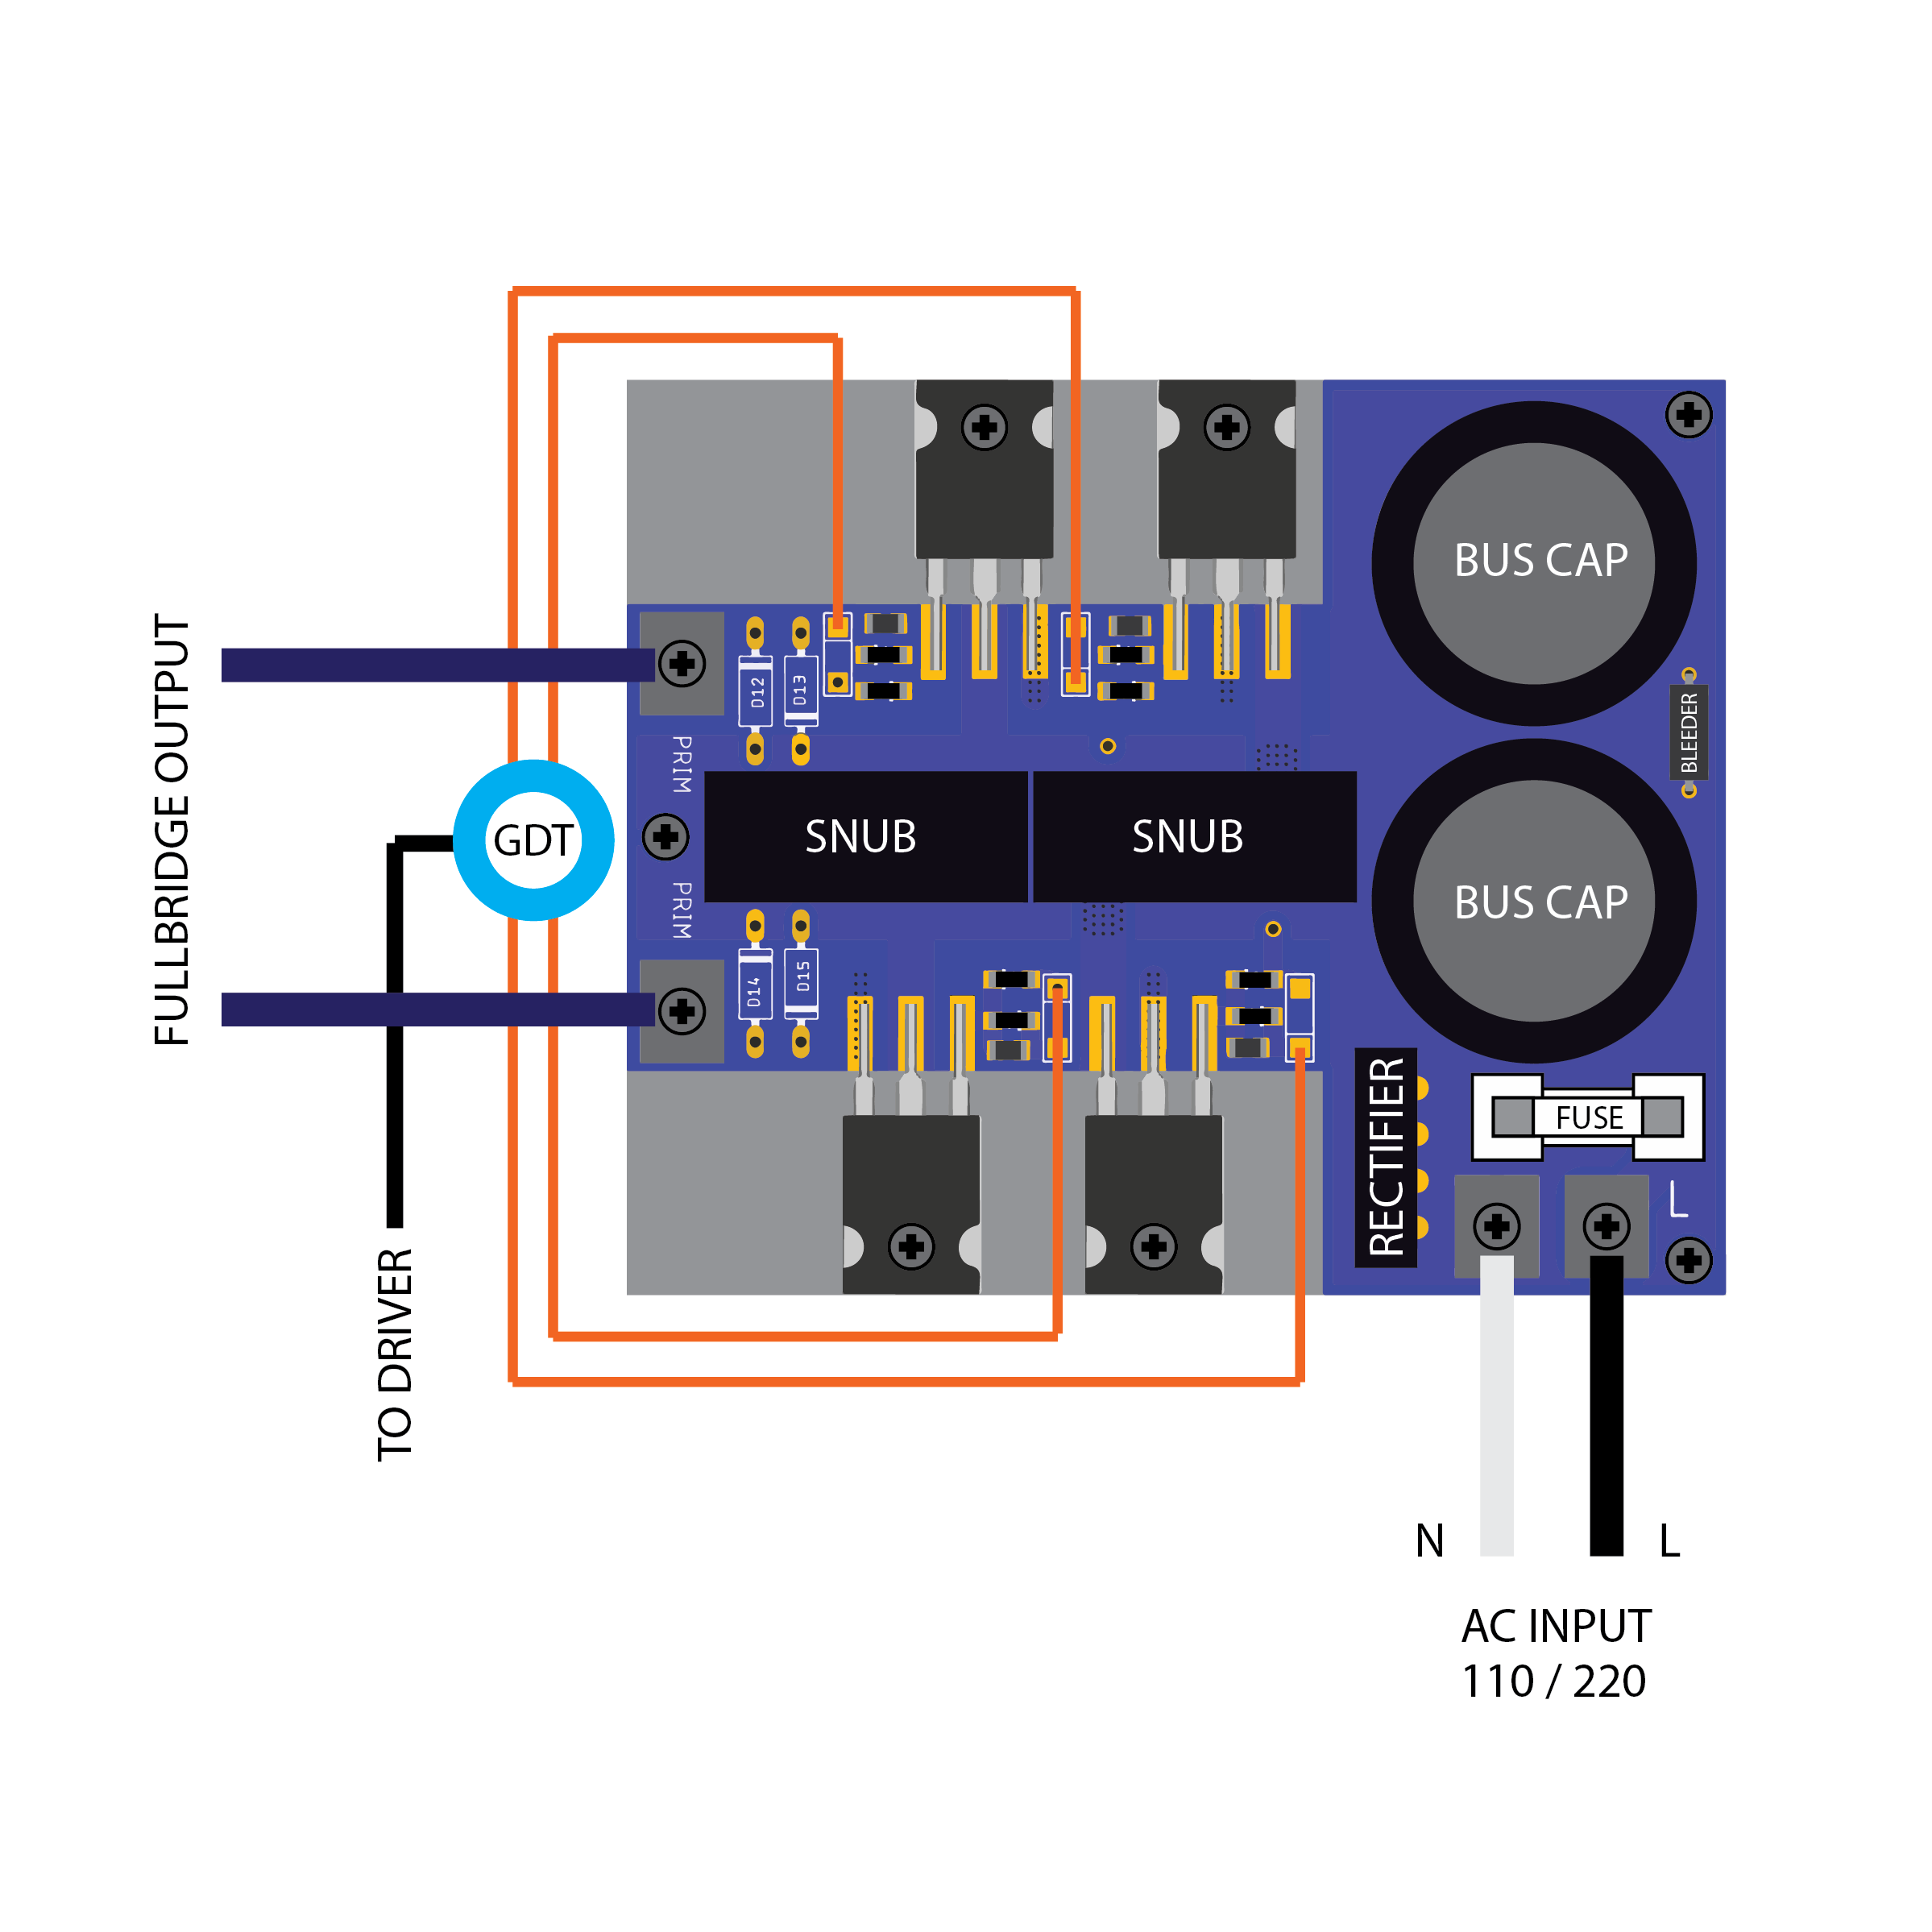 BUS CAP
D12
D13
BLEEDER
FULLBRIDGE OUTPUT
PRIM
GDT
SNUB
SNUB
BUS CAP
PRIM
D14
D15
RECTIFIER
FUSE
L
TO DRIVER
N
L
AC INPUT
110 / 220